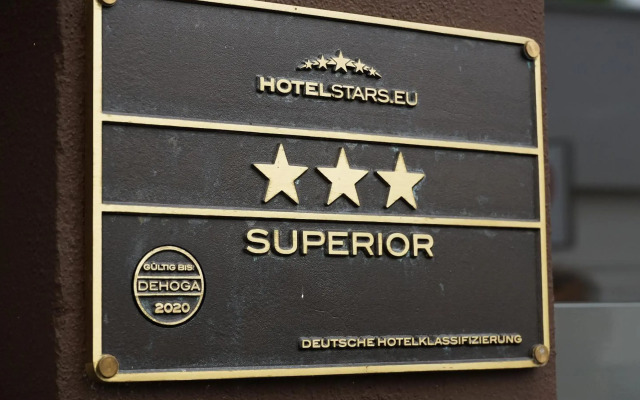 HOTELSTARS.EU
SUPERIOR
GÜLTIG BIS:
DEHOGA
2020
DEUTSCHE HOTELKLASSIFIZIERUNG